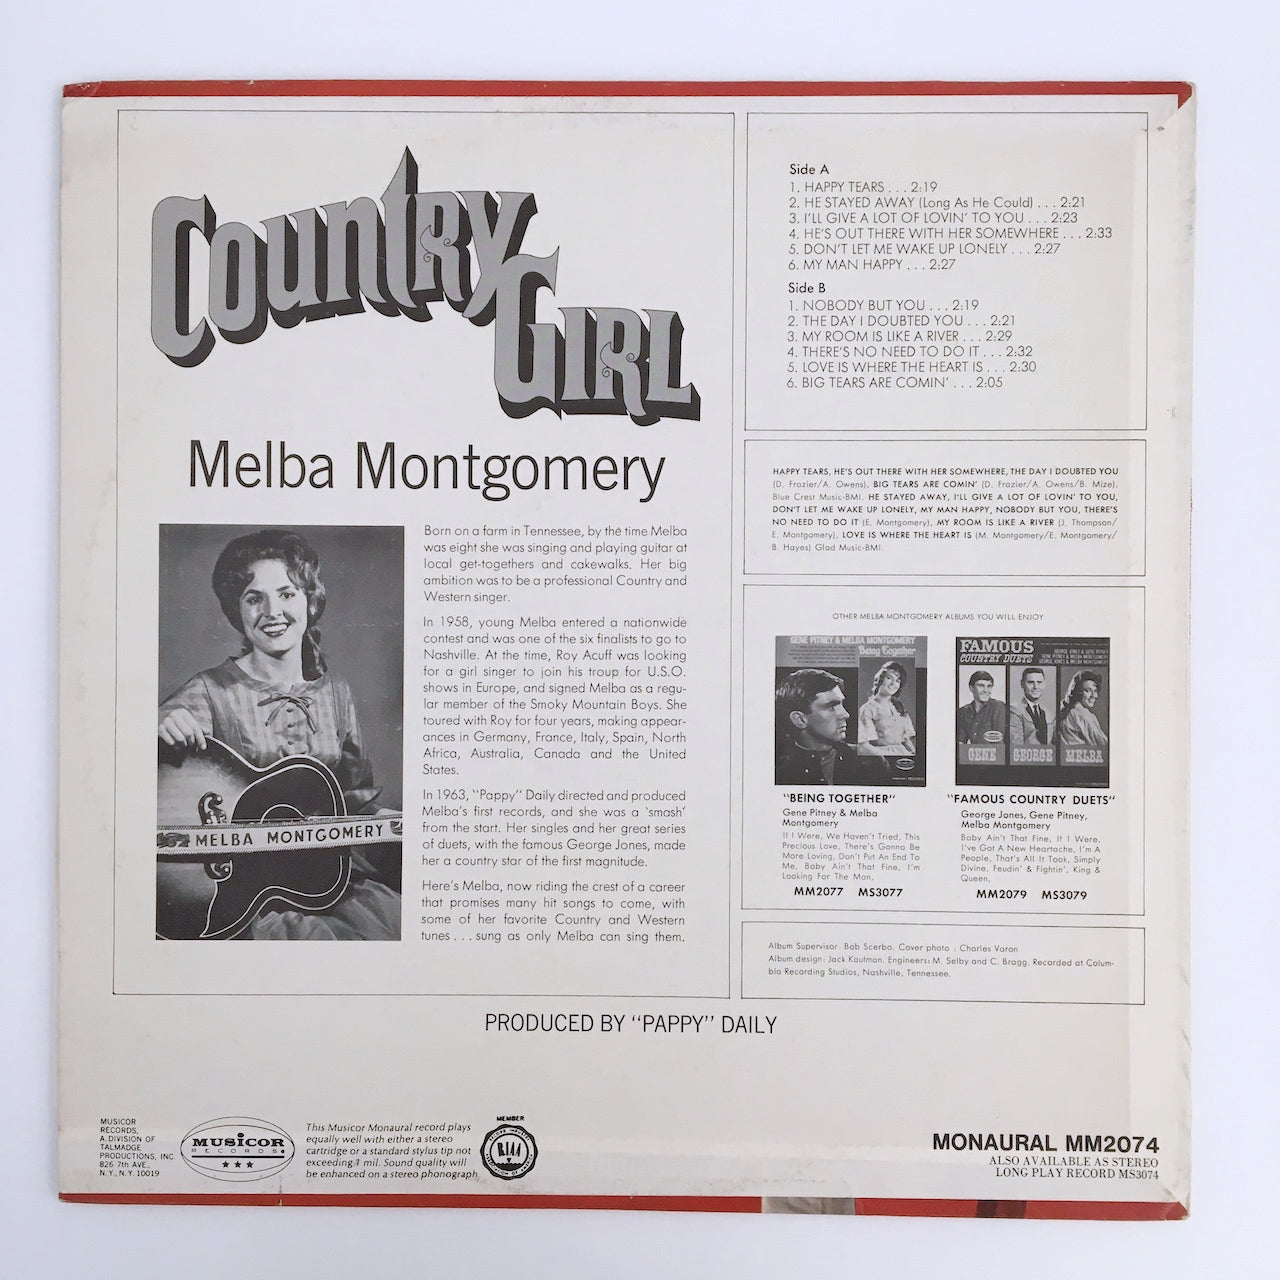 Country
Girl
Melba Montgomery
MELBA MONTGOMERY
Born on a farm in Tennessee, by the time Melba
was eight she was singing and playing guitar at
local get-togethers and cakewalks. Her big
ambition was to be a professional Country and
Western singer.
In 1958, young Melba entered a nationwide
contest and was one of the six finalists to go to
Nashville. At the time, Roy Acuff was looking
for a girl singer to join his troup for U.S.O.
shows in Europe, and signed Melba as a regu-
lar member of the Smoky Mountain Boys. She
toured with Roy for four years, making appear-
ances in Germany, France, Italy, Spain, North
Africa, Australia, Canada and the United
States.
In 1963, "Pappy" Daily directed and produced
Melba's first records, and she was a 'smash'
from the start. Her singles and her great series
of duets, with the famous George Jones, made
her a country star of the first magnitude.
Here's Melba, now riding the crest of a career
that promises many hit songs to come, with
some of her favorite Country and Western
tunes . . . sung as only Melba can sing them.
Side A
1. HAPPY TEARS . . . 2:19
2. HE STAYED AWAY (Long As He Could) . . . 2:21
3. I'LL GIVE A LOT OF LOVIN' TO YOU . . . 2:23
4. HE'S OUT THERE WITH HER SOMEWHERE . . . 2:33
5. DON'T LET ME WAKE UP LONELY . . . 2:27
6. MY MAN HAPPY . . . 2:27
Side B
1. NOBODY BUT YOU . . . 2:19
2. THE DAY I DOUBTED YOU . . . 2:21
3. MY ROOM IS LIKE A RIVER . . . 2:29
4. THERE'S NO NEED TO DO IT . . . 2:32
5. LOVE IS WHERE THE HEART IS . . . 2:30
6. BIG TEARS ARE COMIN' . . . 2:05
HAPPY TEARS, HE'S OUT THERE WITH HER SOMEWHERE, THE DAY I DOUBTED YOU
(D. Frazier/A. Owens), BIG TEARS ARE COMIN' (D. Frazier/A. Owens/B. Mize),
Blue Crest Music-BMI. HE STAYED AWAY, I'LL GIVE A LOT OF LOVIN' TO YOU,
DON'T LET ME WAKE UP LONELY, MY MAN HAPPY, NOBODY BUT YOU, THERE'S
NO NEED TO DO IT (E. Montgomery), MY ROOM IS LIKE A RIVER (J. Thompson/
E. Montgomery), LOVE IS WHERE THE HEART IS (M. Montgomery/E. Montgomery/
B. Hayes) Glad Music-BMI.
OTHER MELBA MONTGOMERY ALBUMS YOU WILL ENJOY
GENE PITNEY & MELBA MONTGOMERY
Being Together
"BEING TOGETHER"
Gene Pitney & Melba
Montgomery
If I Were, We Haven't Tried, This
Precious Love, There's Gonna Be
More Loving, Don't Put An End To
Me, Baby Ain't That Fine, I'm
Looking For The Man,
MM2077 MS3077
FAMOUS
COUNTRY DUETS
GEORGE JONES & GENE PITNEY
GENE PITNEY & MELBA MONTGOMERY
GEORGE JONES & MELBA MONTGOMERY
GENE GEORGE MELBA
"FAMOUS COUNTRY DUETS"
George Jones, Gene Pitney,
Melba Montgomery
Baby Ain't That Fine, If I Were,
I've Got A New Heartache, I'm A
People, That's All It Took, Simply
Divine, Feudin' & Fightin', King &
Queen,
MM2079 MS3079
Album Supervisor: Bob Scerbo, Cover photo : Charles Varon
Album design: Jack Kaufman, Engineers: M. Selby and C. Bragg, Recorded at Colum-
bia Recording Studios, Nashville, Tennessee.
PRODUCED BY "PAPPY" DAILY
MUSICOR
RECORDS,
A DIVISION OF
TALMADGE
PRODUCTIONS, INC.
826 7th AVE.,
N.Y., N.Y. 10019
MUSICOR
RECORDS
This Musicor Monaural record plays
equally well with either a stereo
cartridge or a standard stylus tip not
exceeding 1 mil. Sound quality will
be enhanced on a stereo phonograph.
MEMBER
RIAA
MONAURAL MM2074
ALSO AVAILABLE AS STEREO
LONG PLAY RECORD MS3074